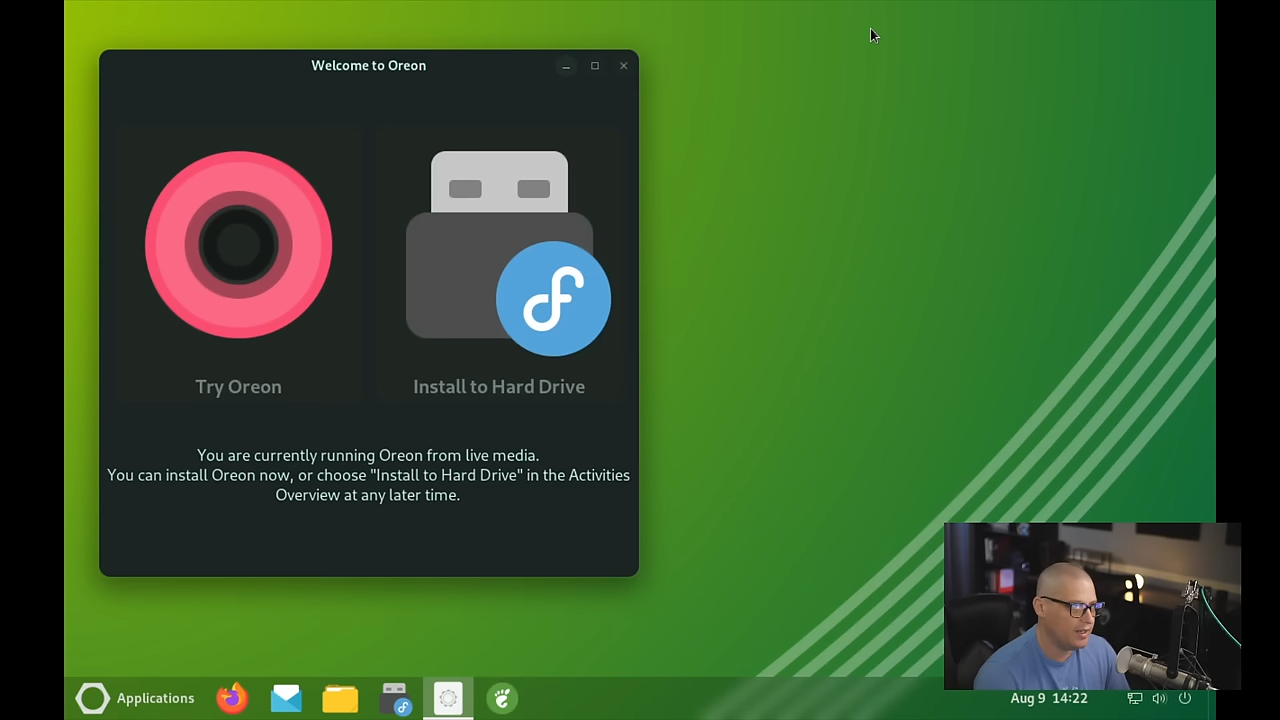 Welcome to Oreon
Try Oreon
Install to Hard Drive
You are currently running Oreon from live media.
You can install Oreon now, or choose "Install to Hard Drive" in the Activities
Overview at any later time.
Applications
Aug 9 14:22